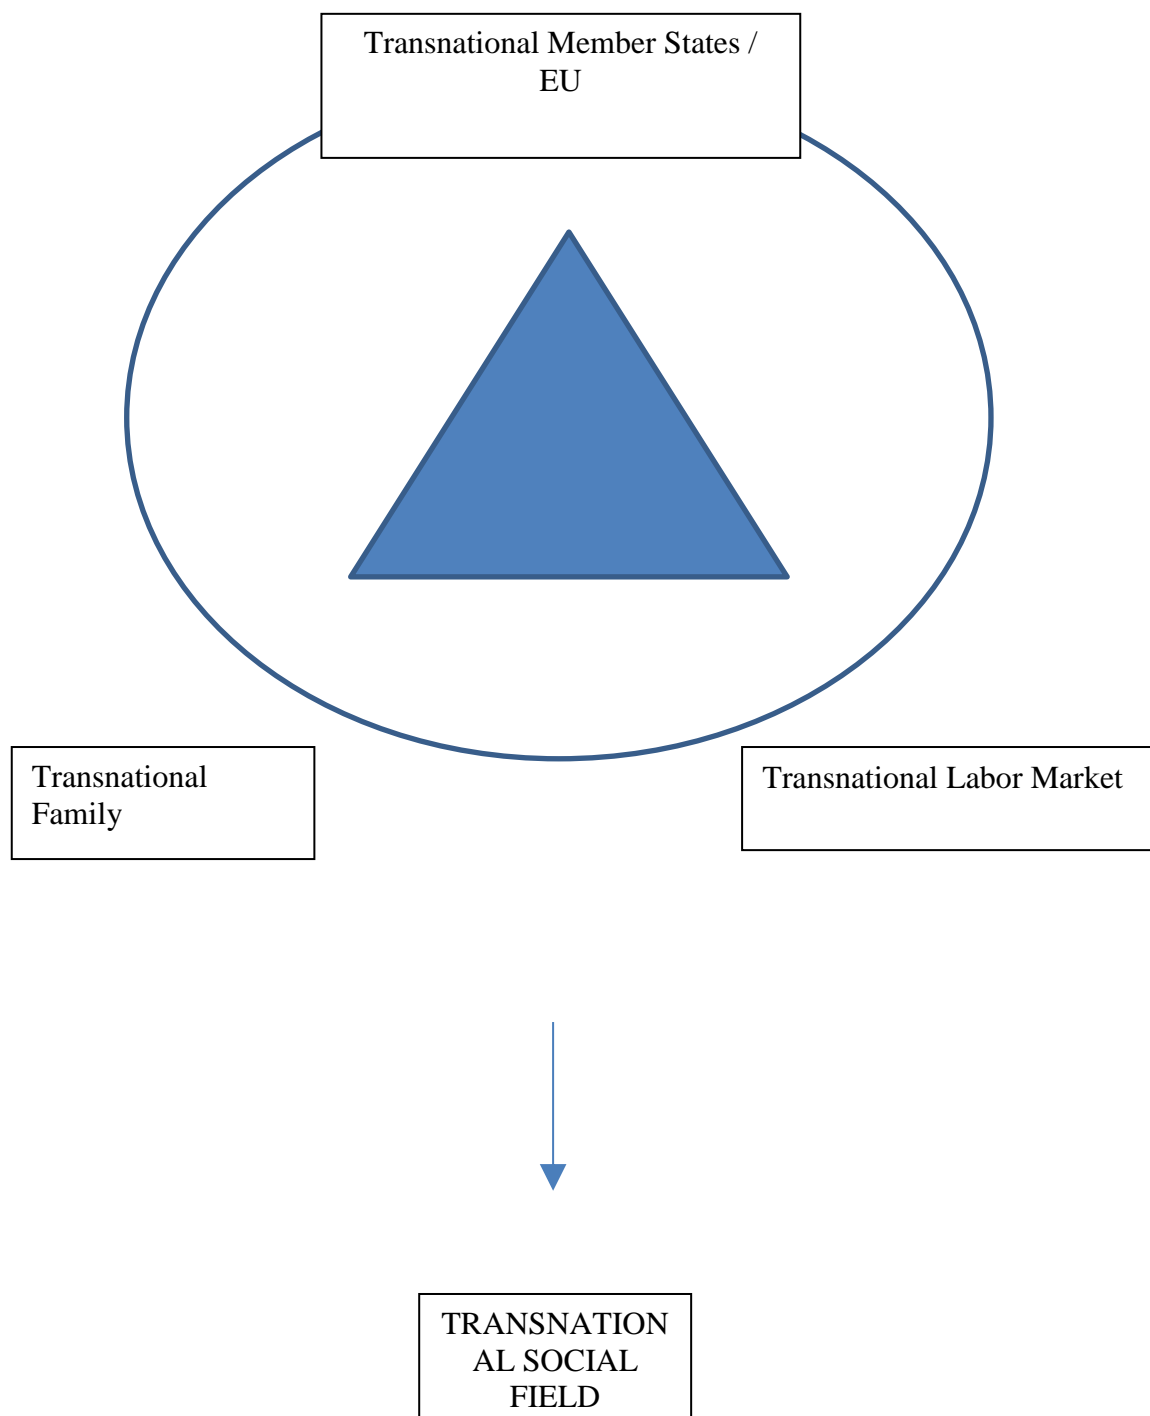 Transnational Member States /
EU
Transnational
Family
Transnational Labor Market
TRANSNATION
AL SOCIAL
FIELD